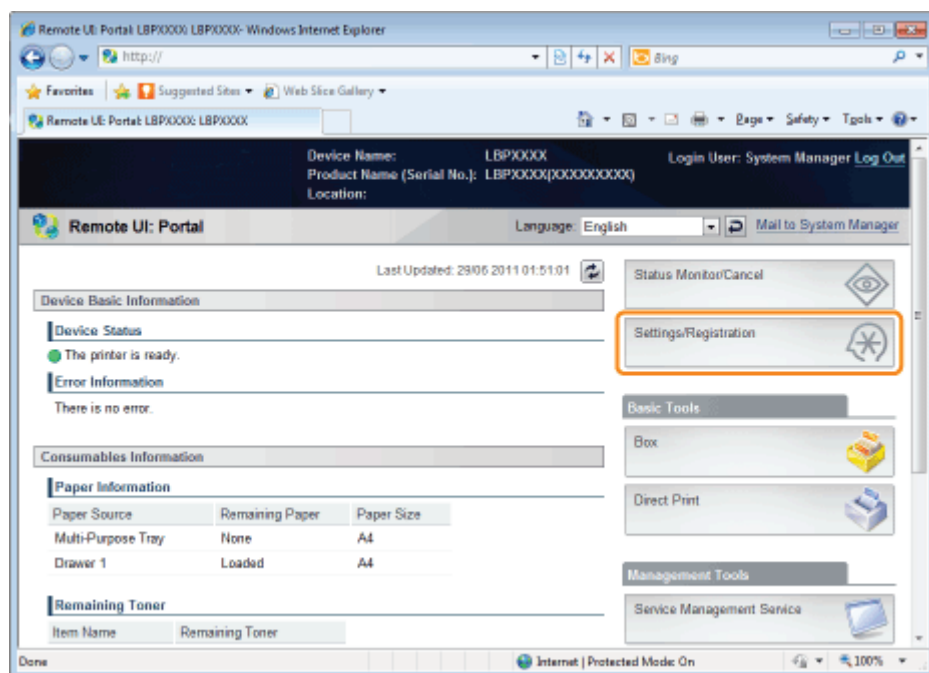 Remote UI: Portal: LBPXXXX: LBPXXXX- Windows Internet Explorer
http://
Bing
Favorites Suggested Sites Web Slice Gallery
Remote UI: Portal: LBPXXXX: LBPXXXX
Page Safety Tools
Device Name: LBPXXXX
Login User: System Manager Log Out
Product Name (Serial No.): LBPXXXX(XXXXXXXXX)
Location:
Remote UI: Portal
Language: English
Mail to System Manager
Last Updated: 29/06 2011 01:51:01
Device Basic Information
Device Status
The printer is ready.
Error Information
There is no error.
Consumables Information
Paper Information
Paper Source Remaining Paper Paper Size
Multi-Purpose Tray None A4
Drawer 1 Loaded A4
Remaining Toner
Item Name Remaining Toner
Status Monitor/Cancel
Settings/Registration
Basic Tools
Box
Direct Print
Management Tools
Service Management Service
Done
Internet | Protected Mode: On
100%